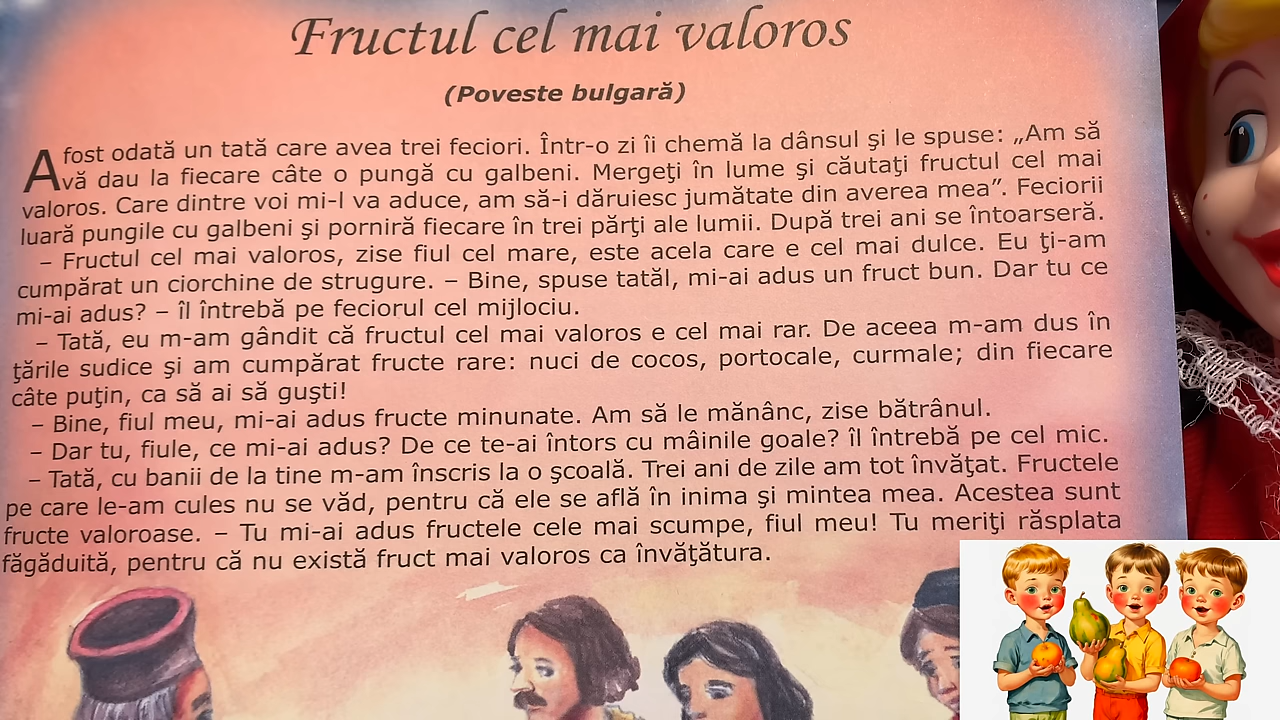 Fructul cel mai valoros
(Poveste bulgară)
A fost odată un tată care avea trei feciori. Într-o zi îi chemă la dânsul şi le spuse: „Am să
vă dau la fiecare câte o pungă cu galbeni. Mergeţi în lume şi căutaţi fructul cel mai
valoros. Care dintre voi mi-l va aduce, am să-i dăruiesc jumătate din averea mea”. Feciorii
luară pungile cu galbeni şi porniră fiecare în trei părţi ale lumii. După trei ani se întoarseră.
– Fructul cel mai valoros, zise fiul cel mare, este acela care e cel mai dulce. Eu ţi-am
cumpărat un ciorchine de strugure. – Bine, spuse tatăl, mi-ai adus un fruct bun. Dar tu ce
mi-ai adus? – îl întrebă pe feciorul cel mijlociu.
– Tată, eu m-am gândit că fructul cel mai valoros e cel mai rar. De aceea m-am dus în
ţările sudice şi am cumpărat fructe rare: nuci de cocos, portocale, curmale; din fiecare
câte puţin, ca să ai să guşti!
– Bine, fiul meu, mi-ai adus fructe minunate. Am să le mănânc, zise bătrânul.
– Dar tu, fiule, ce mi-ai adus? De ce te-ai întors cu mâinile goale? îl întrebă pe cel mic.
– Tată, cu banii de la tine m-am înscris la o şcoală. Trei ani de zile am tot învăţat. Fructele
pe care le-am cules nu se văd, pentru că ele se află în inima şi mintea mea. Acestea sunt
fructe valoroase. – Tu mi-ai adus fructele cele mai scumpe, fiul meu! Tu meriţi răsplata
făgăduită, pentru că nu există fruct mai valoros ca învăţătura.